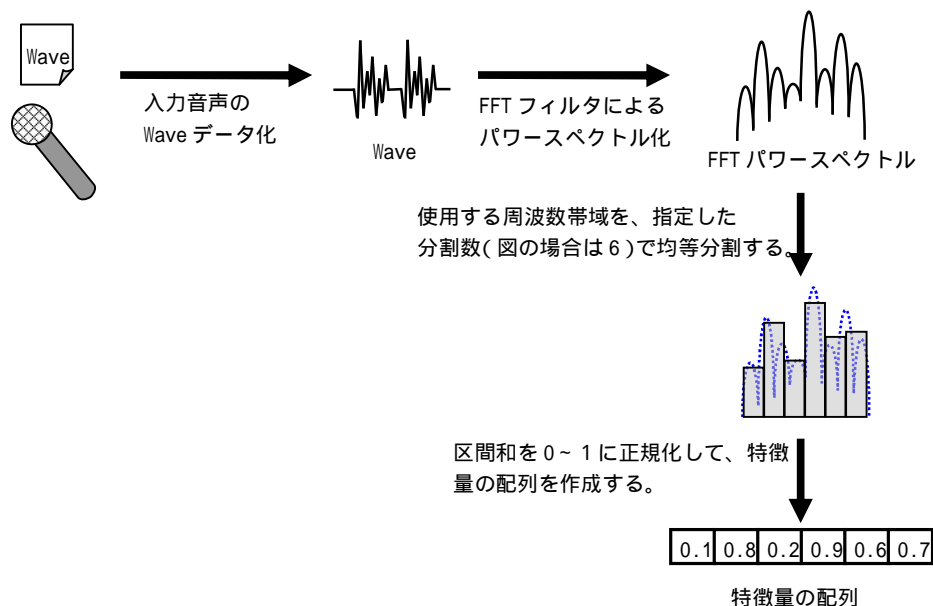 Wave
入力音声の
Wave データ化
Wave
FFT フィルタによる
パワースペクトル化
FFT パワースペクトル
使用する周波数帯域を、指定した
分割数(図の場合は6)で均等分割する。
区間和を0~1に正規化して、特徴
量の配列を作成する。
0.1 0.8 0.2 0.9 0.6 0.7
特徴量の配列